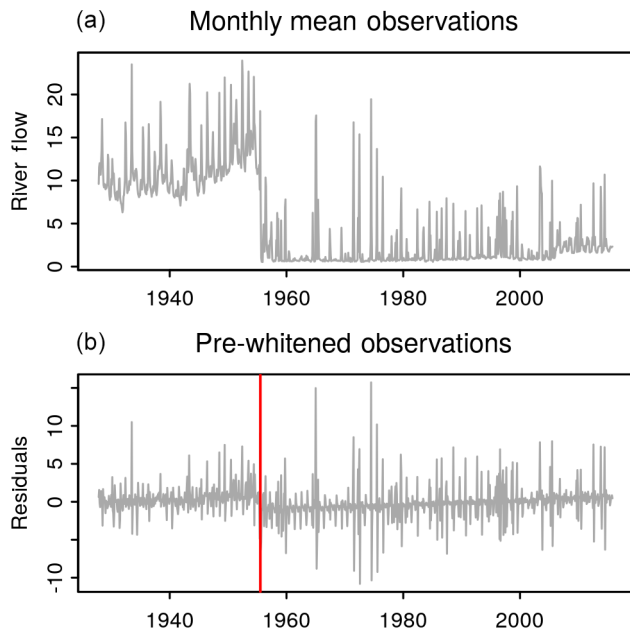 (a) Monthly mean observations
River flow
20
15
10
5
0
1940 1960 1980 2000
(b) Pre-whitened observations
Residuals
10
5
0
-10
1940 1960 1980 2000